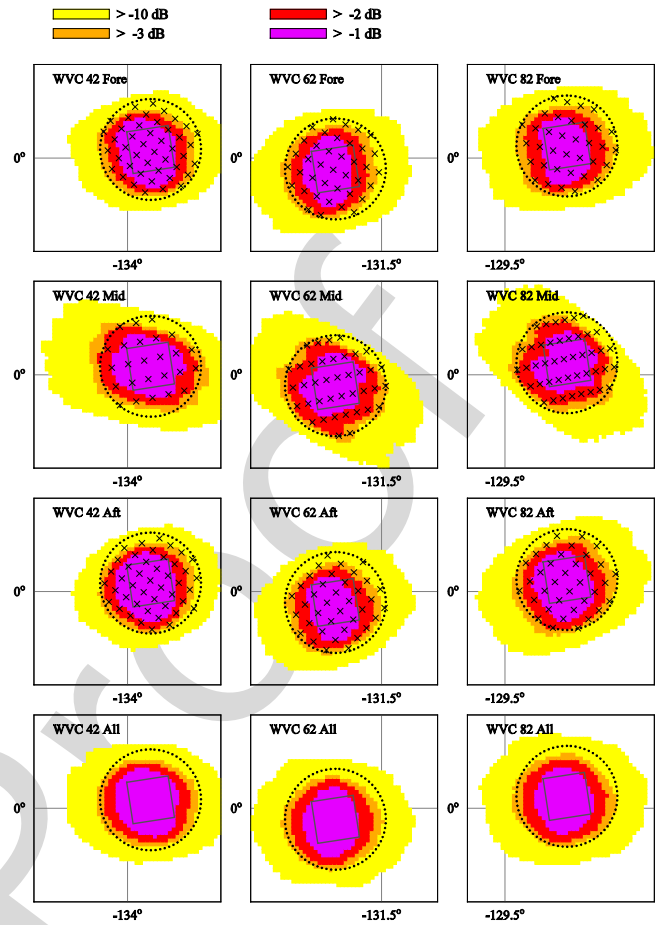 > -10 dB > -2 dB
> -3 dB > -1 dB
WVC 42 Fore WVC 62 Fore WVC 82 Fore
0° 0° 0°
-134° -131.5° -129.5°
WVC 42 Mid WVC 62 Mid WVC 82 Mid
0° 0° 0°
-134° -131.5° -129.5°
WVC 42 Aft WVC 62 Aft WVC 82 Aft
0° 0° 0°
-134° -131.5° -129.5°
WVC 42 All WVC 62 All WVC 82 All
0° 0° 0°
-134° -131.5° -129.5°
Proof